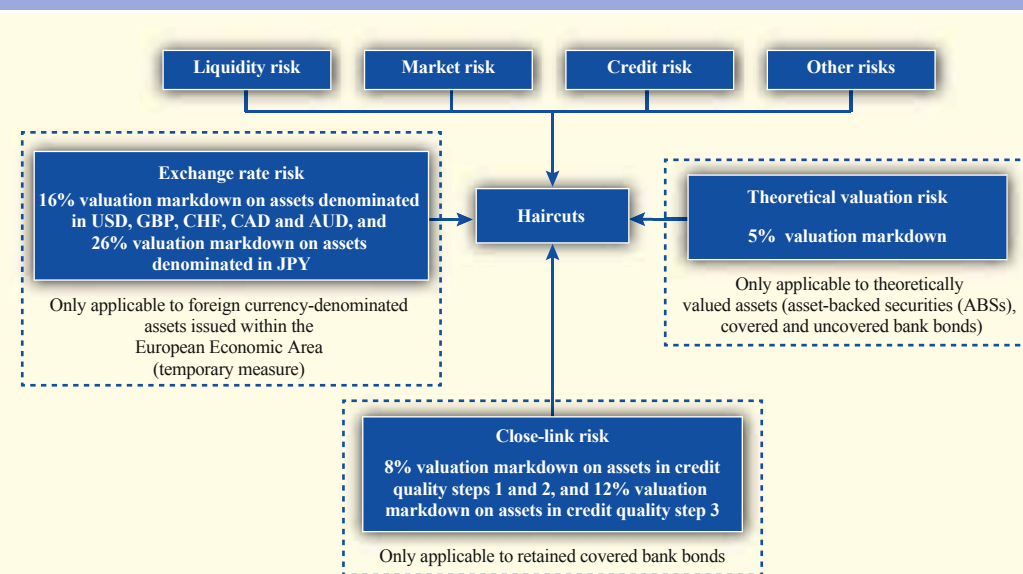 Liquidity risk
Market risk
Credit risk
Other risks
Exchange rate risk
16% valuation markdown on assets denominated
in USD, GBP, CHF, CAD and AUD, and
26% valuation markdown on assets
denominated in JPY
Only applicable to foreign currency-denominated
assets issued within the
European Economic Area
(temporary measure)
Haircuts
Theoretical valuation risk
5% valuation markdown
Only applicable to theoretically
valued assets (asset-backed securities (ABSs),
covered and uncovered bank bonds)
Close-link risk
8% valuation markdown on assets in credit
quality steps 1 and 2, and 12% valuation
markdown on assets in credit quality step 3
Only applicable to retained covered bank bonds